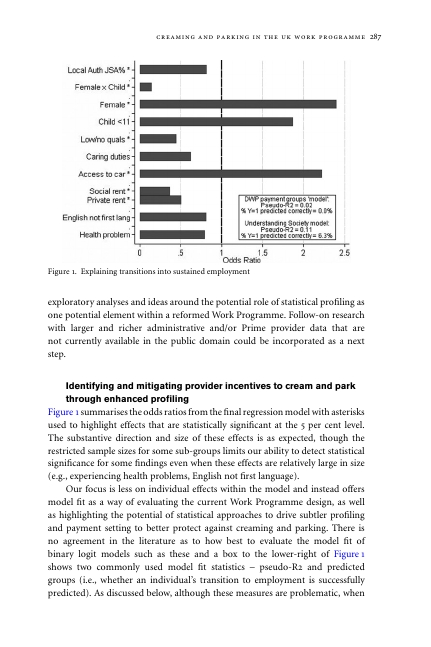 CREAMING AND PARKING IN THE UK WORK PROGRAMME 287
Local Auth JSA% *
Female x Child *
Female *
Child <11
Low/no quals *
Caring duties
Access to car *
Social rent *
Private rent *
English not first lang
Health problem
DWP payment groups 'model':
Pseudo-R2 = 0.02
% Y=1 predicted correctly = 0.0%
Understanding Society model:
Pseudo-R2 = 0.11
% Y=1 predicted correctly = 6.3%
0 .5 1 1.5 2 2.5
Odds Ratio
Figure 1. Explaining transitions into sustained employment
exploratory analyses and ideas around the potential role of statistical profiling as
one potential element within a reformed Work Programme. Follow-on research
with larger and richer administrative and/or Prime provider data that are
not currently available in the public domain could be incorporated as a next
step.
Identifying and mitigating provider incentives to cream and park
through enhanced profiling
Figure 1 summarises the odds ratios from the final regression model with asterisks
used to highlight effects that are statistically significant at the 5 per cent level.
The substantive direction and size of these effects is as expected, though the
restricted sample sizes for some sub-groups limits our ability to detect statistical
significance for some findings even when these effects are relatively large in size
(e.g., experiencing health problems, English not first language).
Our focus is less on individual effects within the model and instead offers
model fit as a way of evaluating the current Work Programme design, as well
as highlighting the potential of statistical approaches to drive subtler profiling
and payment setting to better protect against creaming and parking. There is
no agreement in the literature as to how best to evaluate the model fit of
binary logit models such as these and a box to the lower-right of Figure 1
shows two commonly used model fit statistics – pseudo-R2 and predicted
groups (i.e., whether an individual's transition to employment is successfully
predicted). As discussed below, although these measures are problematic, when